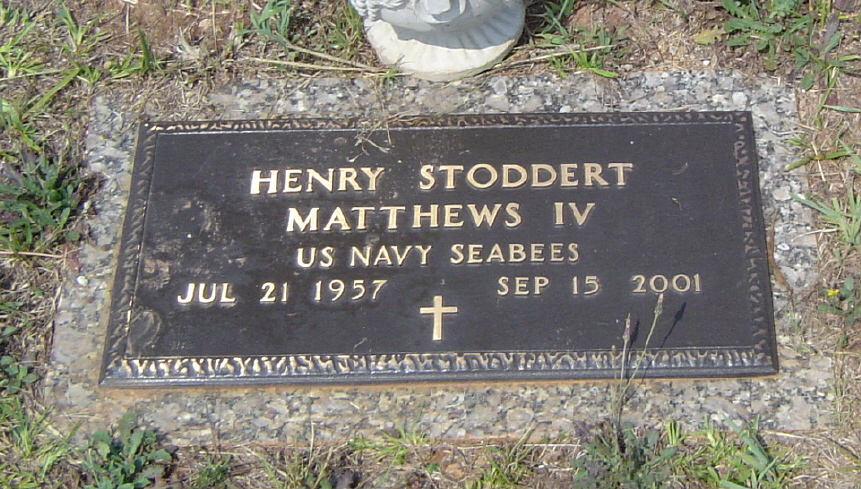 HENRY STODDERT
MATTHEWS IV
US NAVY SEABEES
JUL 21 1957 SEP 15 2001